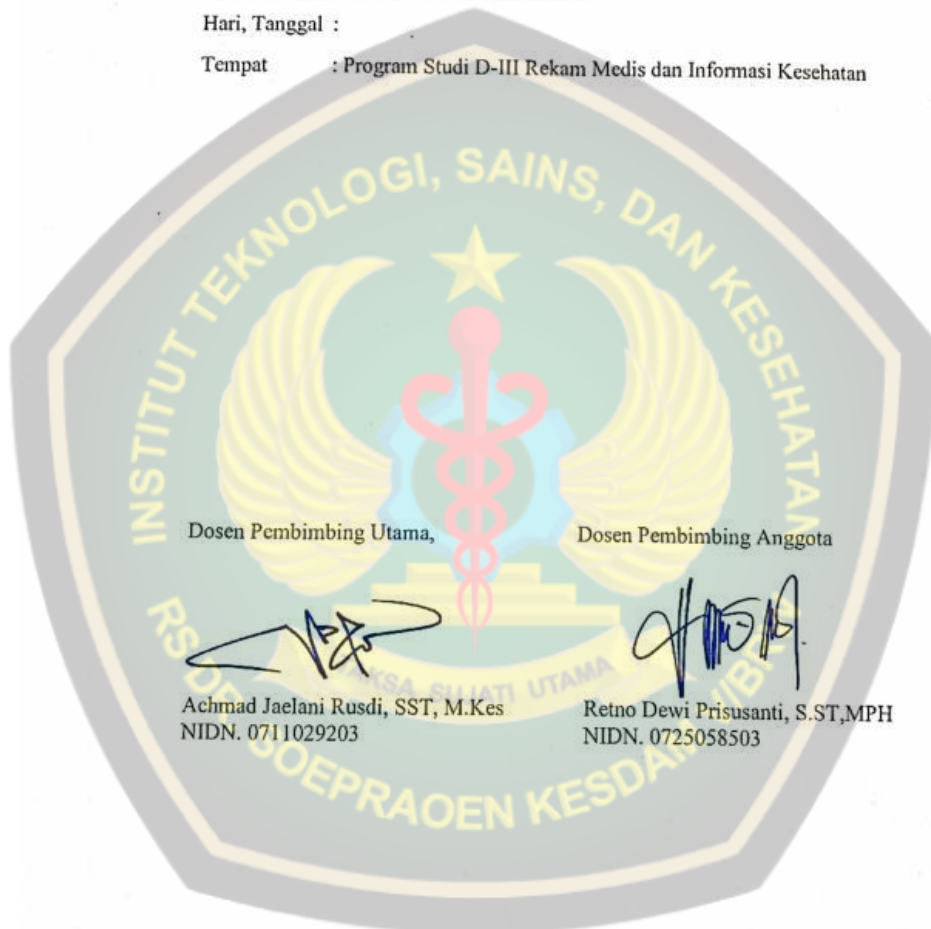 Hari, Tanggal :
Tempat : Program Studi D-III Rekam Medis dan Informasi Kesehatan
INSTITUT TEKNOLOGI, SAINS, DAN KESEHATAN
Dosen Pembimbing Utama,
Dosen Pembimbing Anggota
SUJATI UTAMA
Achmad Jaelani Rusdi, SST, M.Kes
NIDN. 0711029203
Retno Dewi Prisusanti, S.ST,MPH
NIDN. 0725058503
RS DR. SOEPRAOEN KESDAM